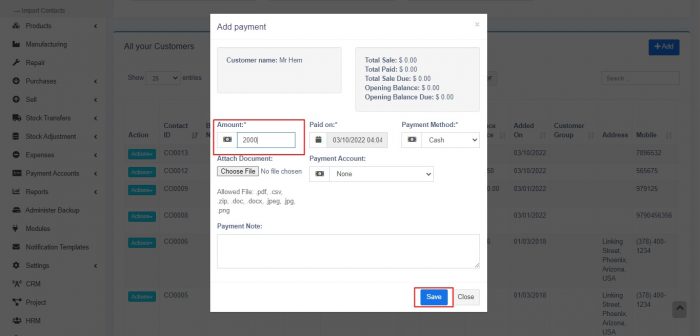 Import Contacts
Products
Manufacturing
Repair
Purchases
Sell
Stock Transfers
Stock Adjustment
Expenses
Payment Accounts
Reports
Administer Backup
Modules
Notification Templates
Settings
CRM
Project
HRM
All your Customers
Add
Show 25 entries
Search ...
Action
Contact ID
Added On
Customer Group
Address
Mobile
Actions CO0013 03/10/2022 7896532
Actions CO0012 565675
Actions CO0009 03/01/2022 979125
Actions CO0008 03/01/2022 9790456356
Actions CO0006 01/03/2018 Linking Street, Phoenix, Arizona, USA (378) 400-1234
Actions CO0005 01/03/2018 Linking Street, Phoenix, Arizona, USA (378) 400-1234
Add payment
×
Customer name: Mr Hem
Total Sale: $ 0.00
Total Paid: $ 0.00
Total Sale Due: $ 0.00
Opening Balance: $ 0.00
Opening Balance Due: $ 0.00
Amount:*
2000
Paid on:*
03/10/2022 04:04
Payment Method:*
Cash
Attach Document:
Choose File No file chosen
Allowed File: .pdf, .csv,
.zip, .doc, .docx, .jpeg, .jpg,
.png
Payment Account:
None
Payment Note:
Save
Close